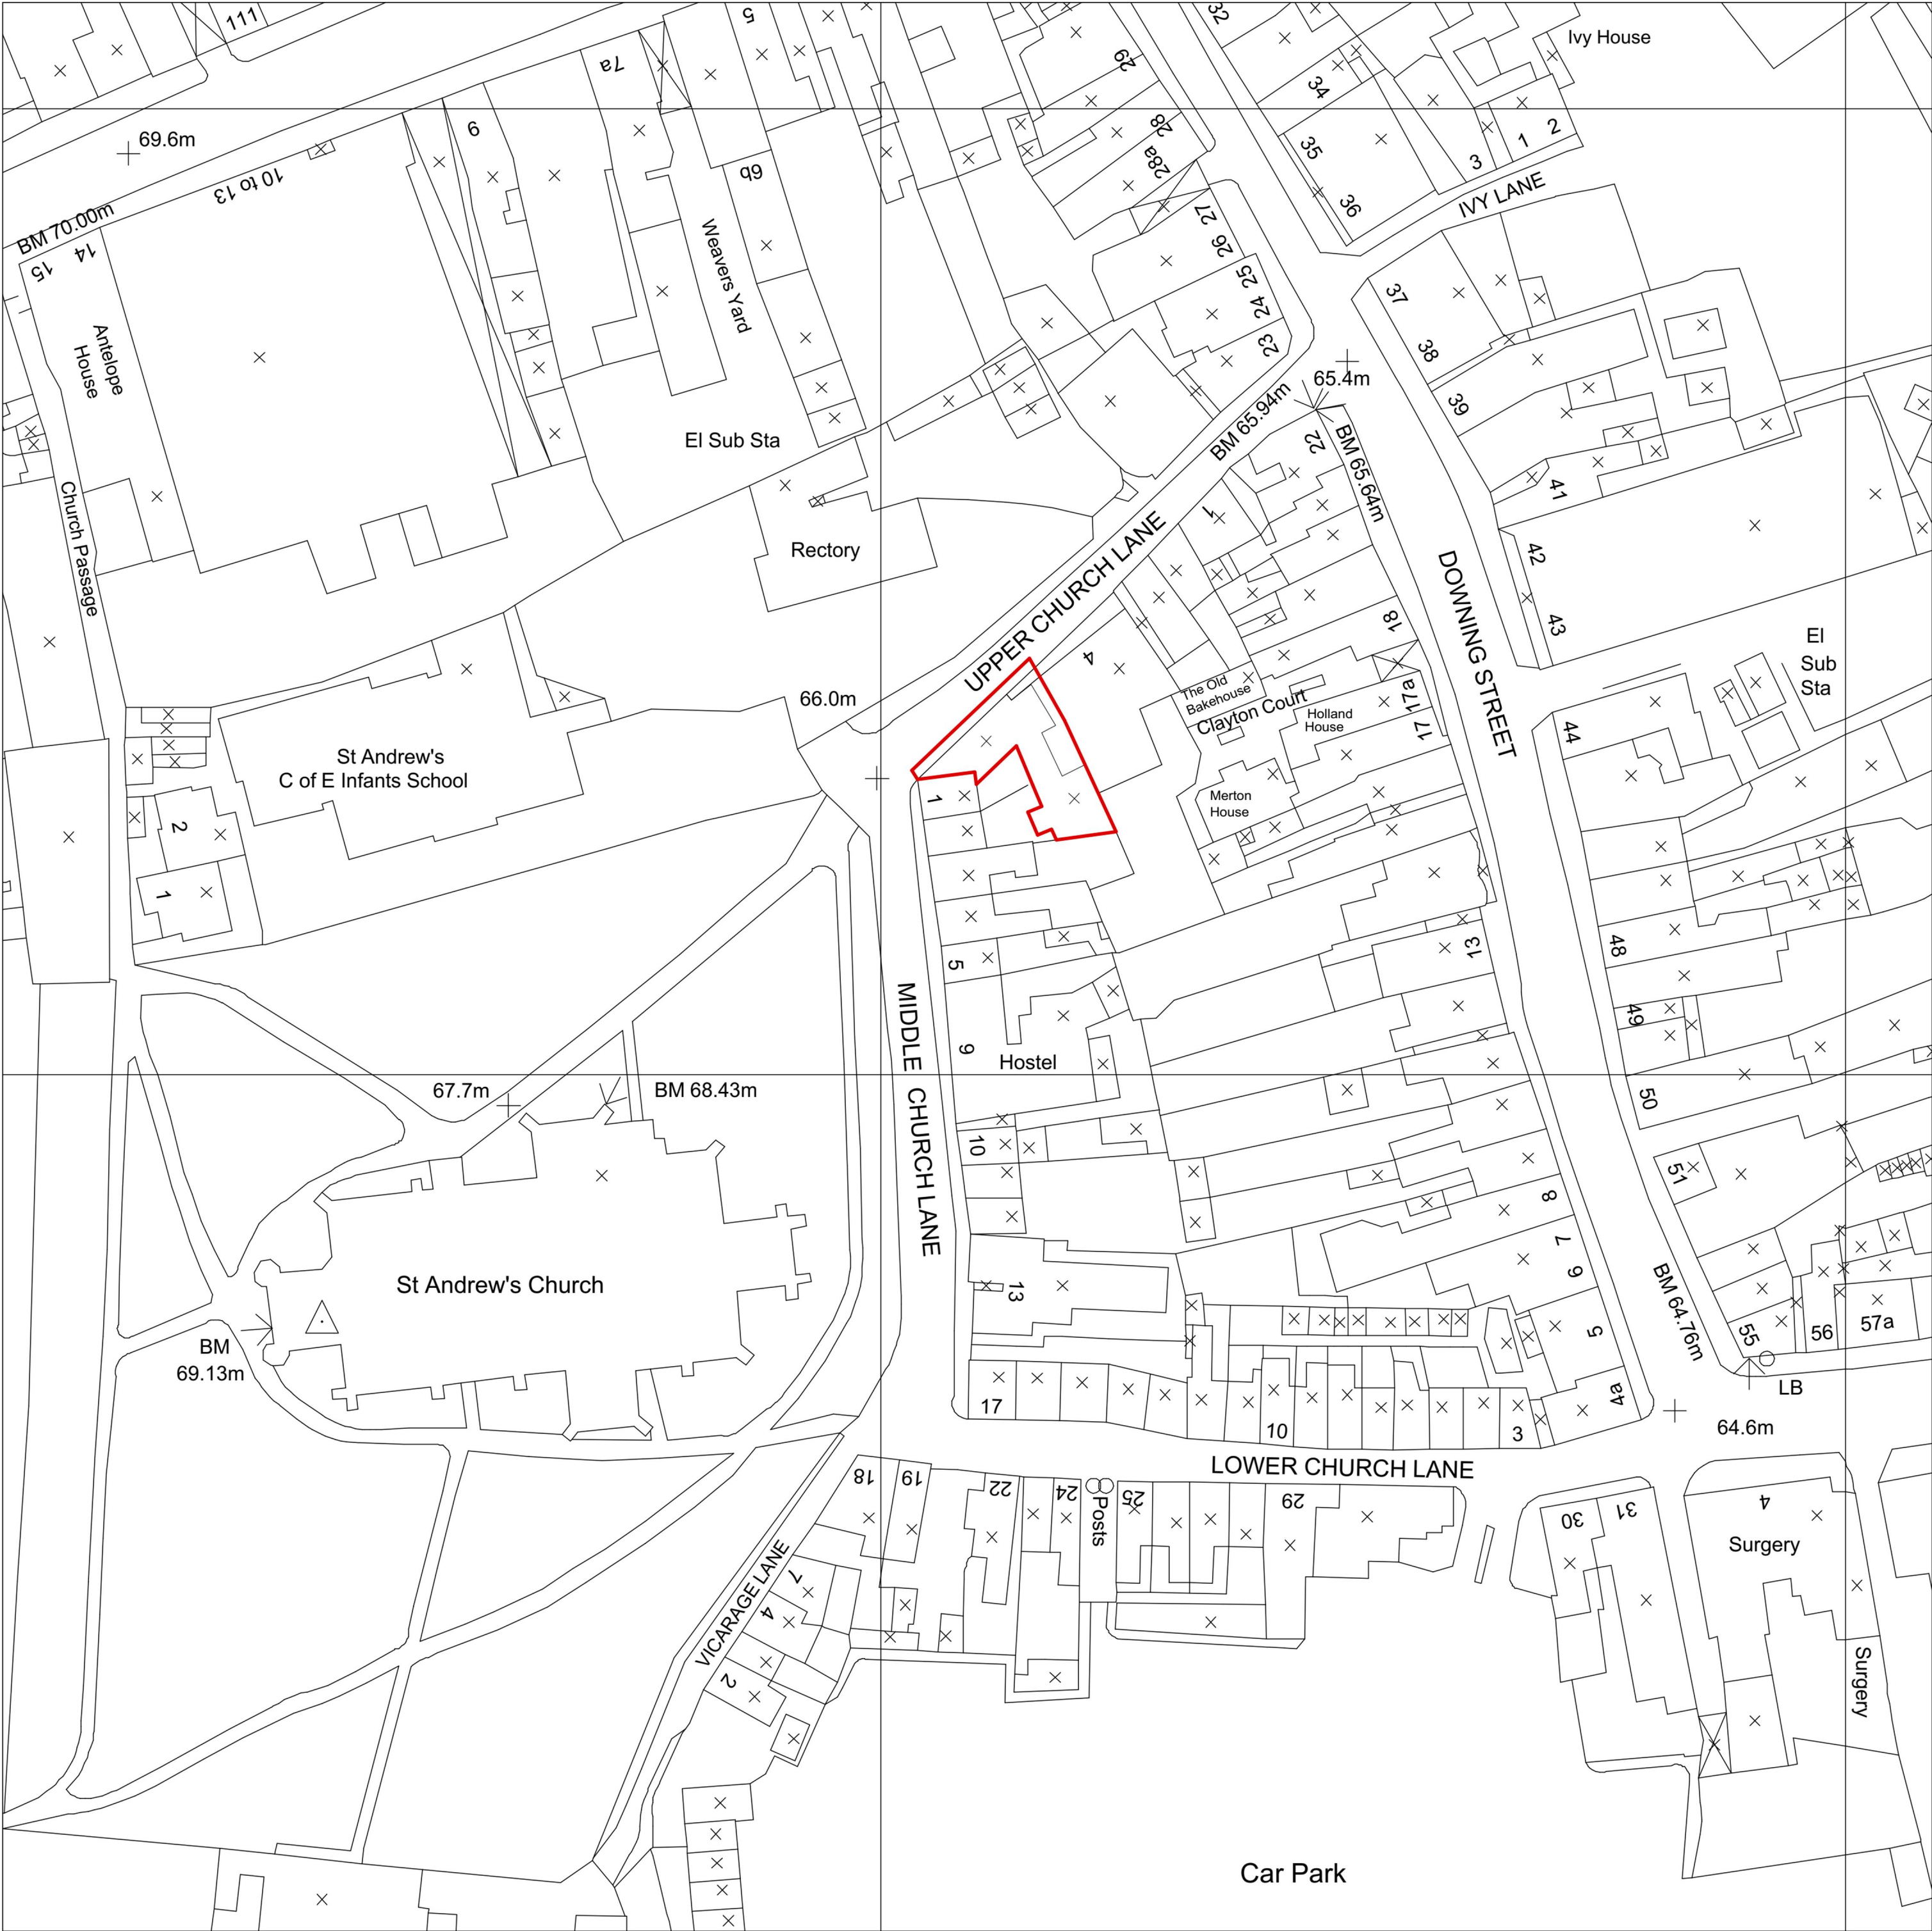 111
5
7a
32
Ivy House
29
34
69.6m
9
28
35
1 2
3
10 to 13
6b
28a
36
IVY LANE
BM 70.00m
14
15
Weavers Yard
27
26
25
24
37
Antelope
House
23
38
65.4m
39
BM 65.94m
El Sub Sta
22
BM 65.64m
41
Church Passage
1
Rectory
42
UPPER CHURCH LANE
DOWNING STREET
43
18
El
Sub
Sta
4
The Old
Bakehouse
Clayton Court
17a
66.0m
Holland
House
17
44
St Andrew's
C of E Infants School
1
Merton
House
2
1
5
13
48
MIDDLE CHURCH LANE
49
9
Hostel
67.7m
BM 68.43m
50
10
51
8
7
St Andrew's Church
13
6
BM 64.76m
BM
69.13m
5
55
56
57a
LB
4a
17
10
3
64.6m
LOWER CHURCH LANE
18
19
22
24
Posts
25
29
30
31
4
Surgery
VICARAGE LANE
7
4
2
Surgery
Car Park